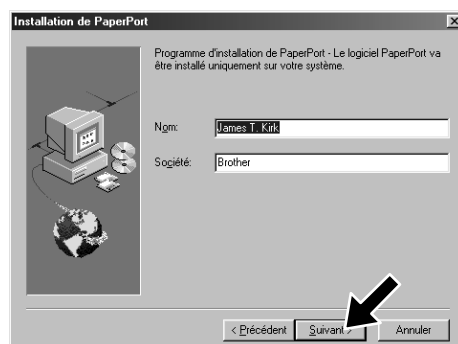 Installation de PaperPort
Programme d'installation de PaperPort - Le logiciel PaperPort va
être installé uniquement sur votre système.
Nom: James T. Kirk
Société: Brother
< Précédent Suivant > Annuler